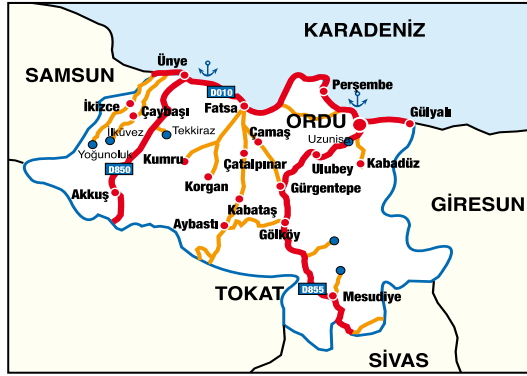 KARADENİZ
SAMSUN
Ünye
D010
Perşembe
İkizce
Çaybaşı
Fatsa
ORDU
Gülyalı
İlküvez
Tekkiraz
Çamaş
Uzunisa
Yoğunoluk
Kumru
Çatalpınar
Ulubey
Kabadüz
D850
Korgan
Gürgentepe
Akkuş
Kabataş
GİRESUN
Aybastı
Gölköy
TOKAT
D855
Mesudiye
SİVAS